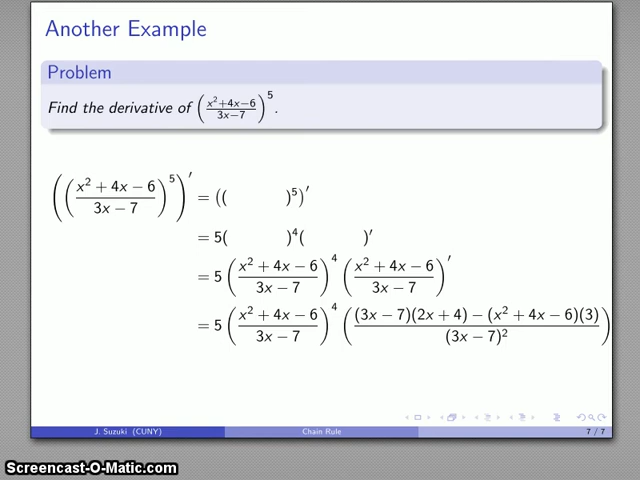 Another Example
Problem
Find the derivative of ((x²+4x−6)/(3x−7))⁵.
(((x² + 4x − 6)/(3x − 7))⁵)′ = (( )⁵)′
= 5( )⁴( )′
= 5((x² + 4x − 6)/(3x − 7))⁴((x² + 4x − 6)/(3x − 7))′
= 5((x² + 4x − 6)/(3x − 7))⁴(((3x − 7)(2x + 4) − (x² + 4x − 6)(3))/(3x − 7)²)
J. Suzuki (CUNY) Chain Rule 7 / 7
Screencast-O-Matic.com